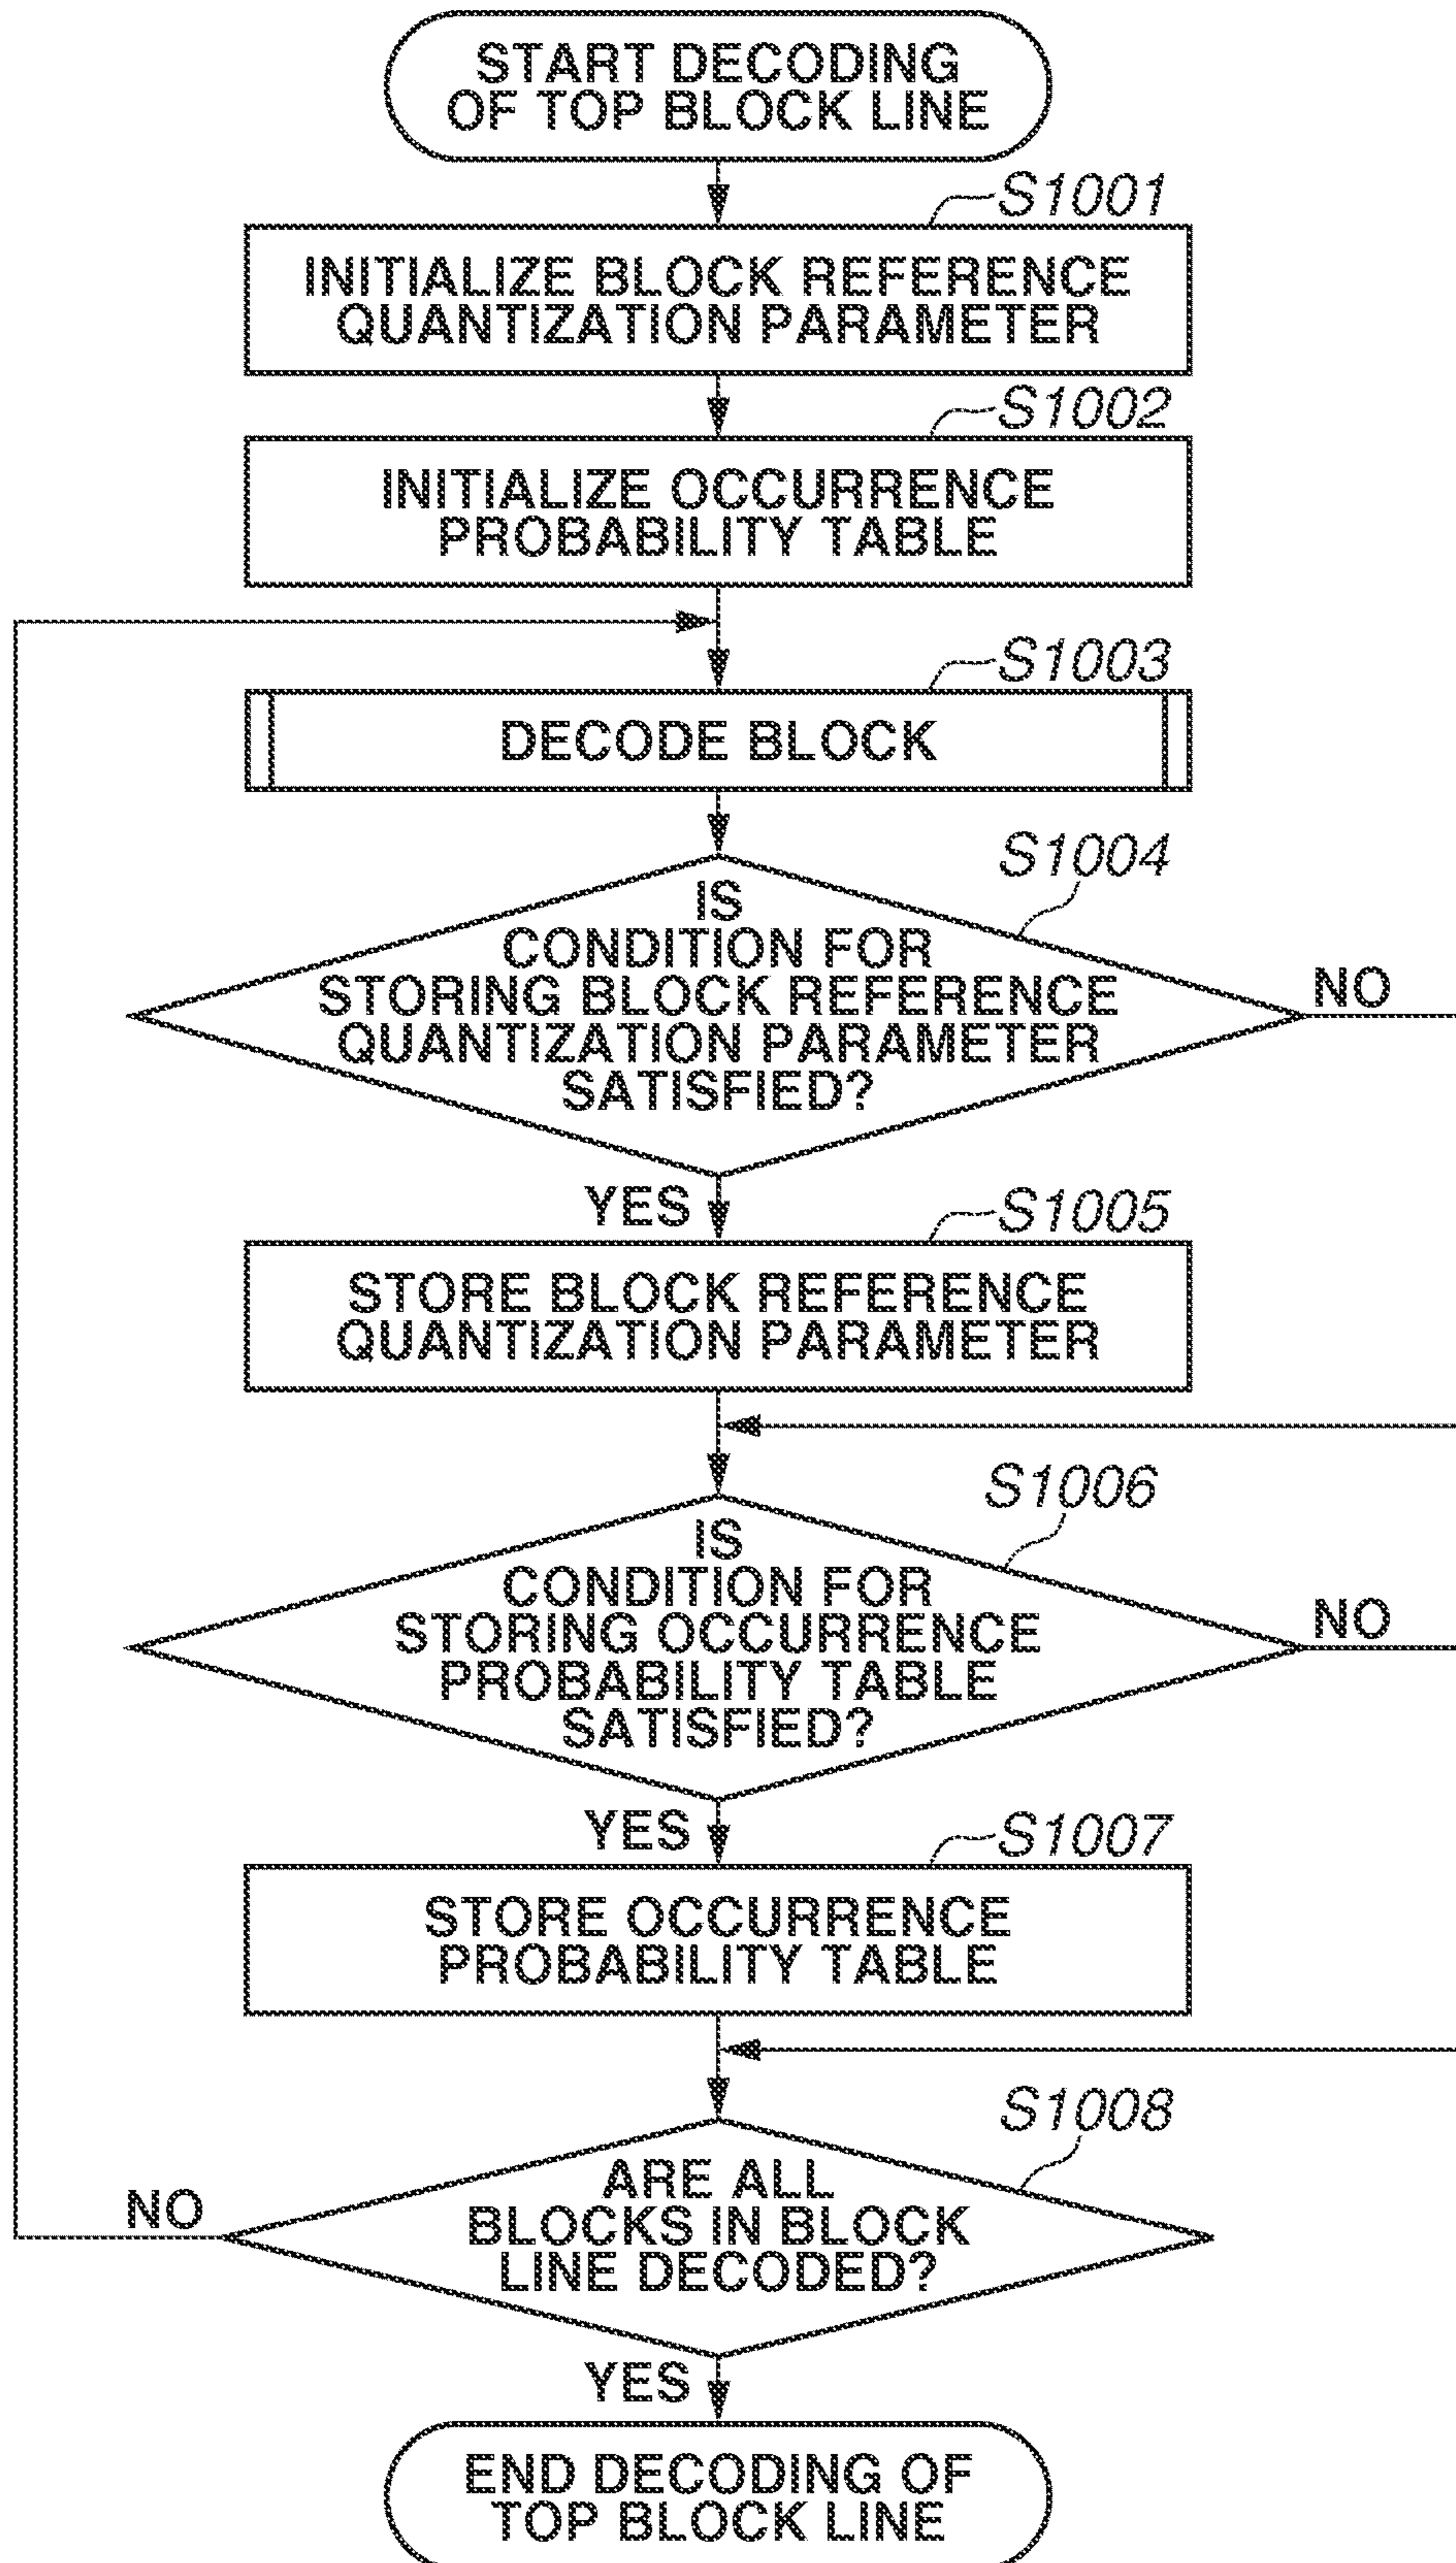 START DECODING
OF TOP BLOCK LINE
S1001
INITIALIZE BLOCK REFERENCE
QUANTIZATION PARAMETER
S1002
INITIALIZE OCCURRENCE
PROBABILITY TABLE
S1003
DECODE BLOCK
S1004
IS
CONDITION FOR
STORING BLOCK REFERENCE
QUANTIZATION PARAMETER
SATISFIED?
NO
YES
S1005
STORE BLOCK REFERENCE
QUANTIZATION PARAMETER
S1006
IS
CONDITION FOR
STORING OCCURRENCE
PROBABILITY TABLE
SATISFIED?
NO
YES
S1007
STORE OCCURRENCE
PROBABILITY TABLE
S1008
ARE ALL
BLOCKS IN BLOCK
LINE DECODED?
NO
YES
END DECODING OF
TOP BLOCK LINE